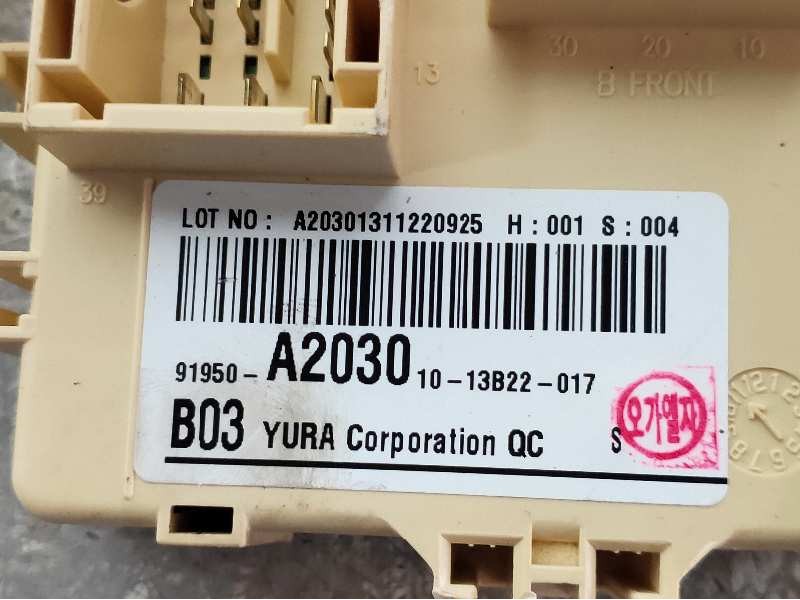 13
30 20 10
B FRONT
39
LOT NO : A20301311220925 H : 001 S : 004
91950- A2030 10-13B22-017
B03 YURA Corporation QC S
오가열자